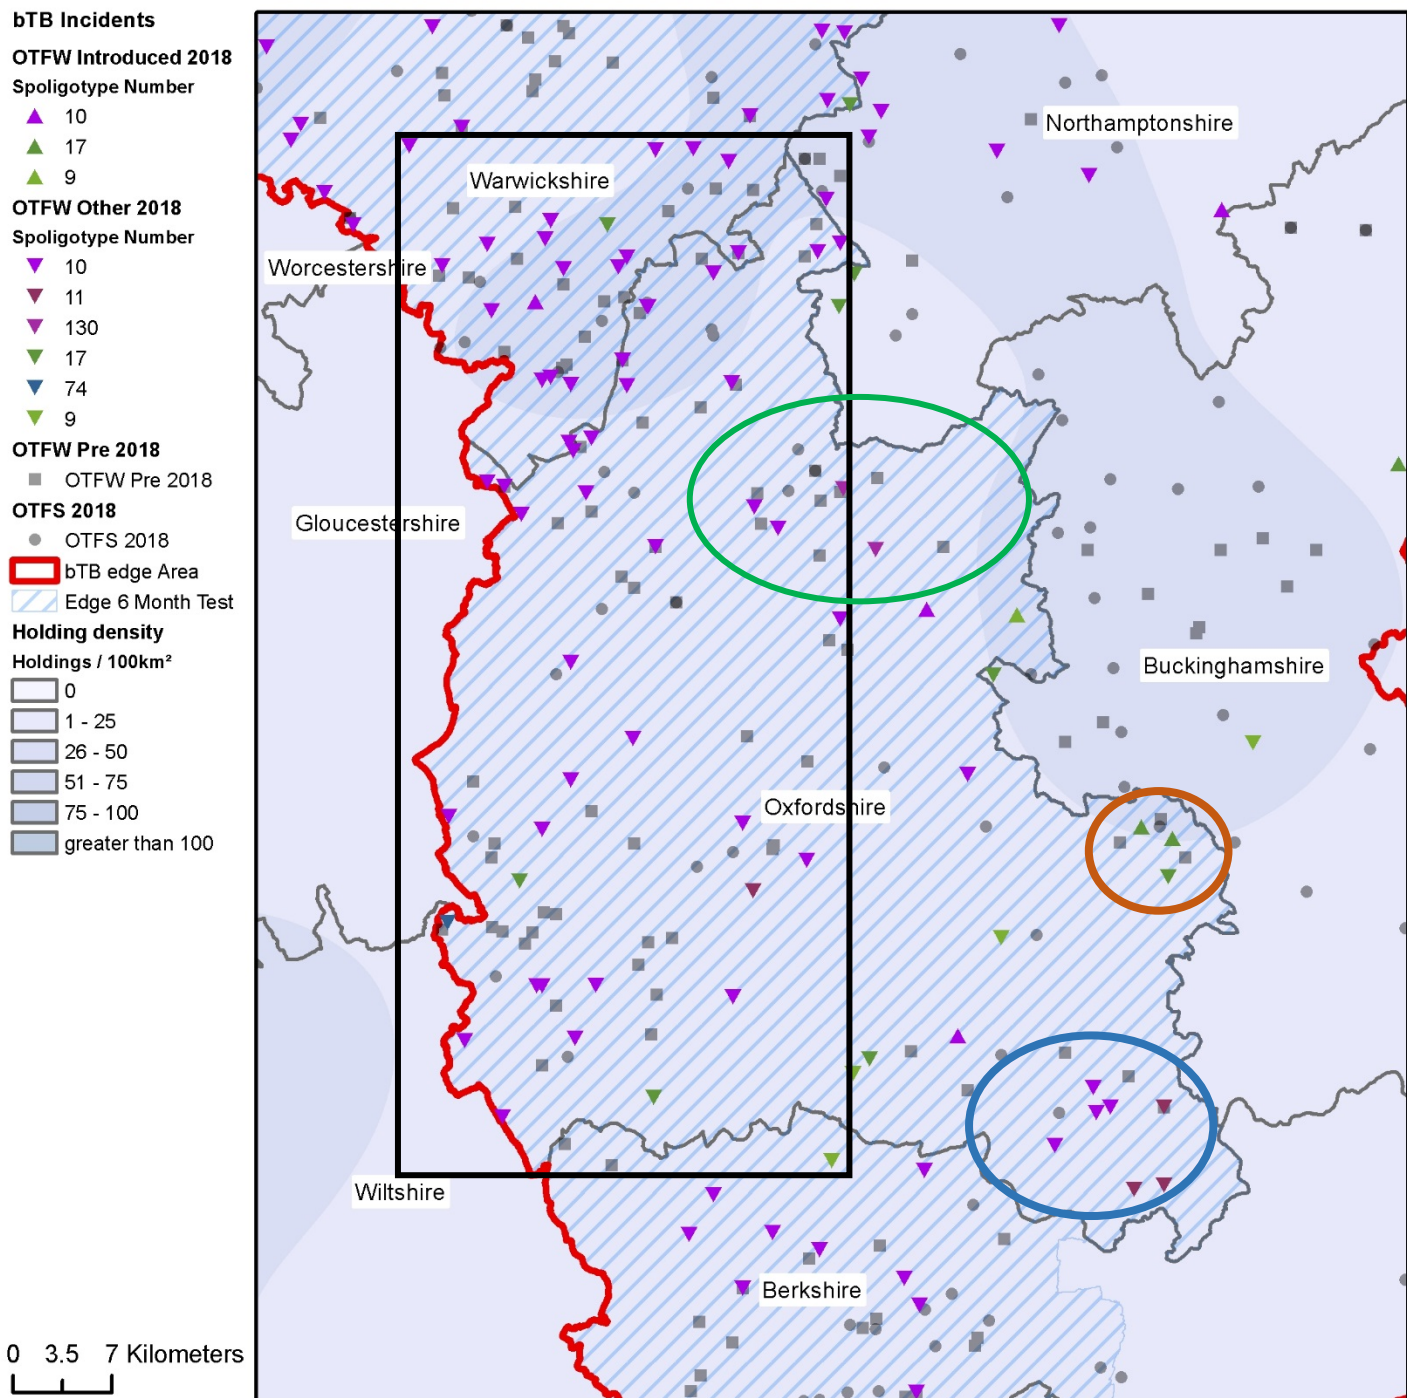 bTB Incidents
OTFW Introduced 2018
Spoligotype Number
10
17
9
OTFW Other 2018
Spoligotype Number
10
11
130
17
74
9
OTFW Pre 2018
OTFW Pre 2018
OTFS 2018
OTFS 2018
bTB edge Area
Edge 6 Month Test
Holding density
Holdings / 100km²
0
1 - 25
26 - 50
51 - 75
75 - 100
greater than 100
0 3.5 7 Kilometers
Northamptonshire
Warwickshire
Worcestershire
Gloucestershire
Buckinghamshire
Oxfordshire
Wiltshire
Berkshire